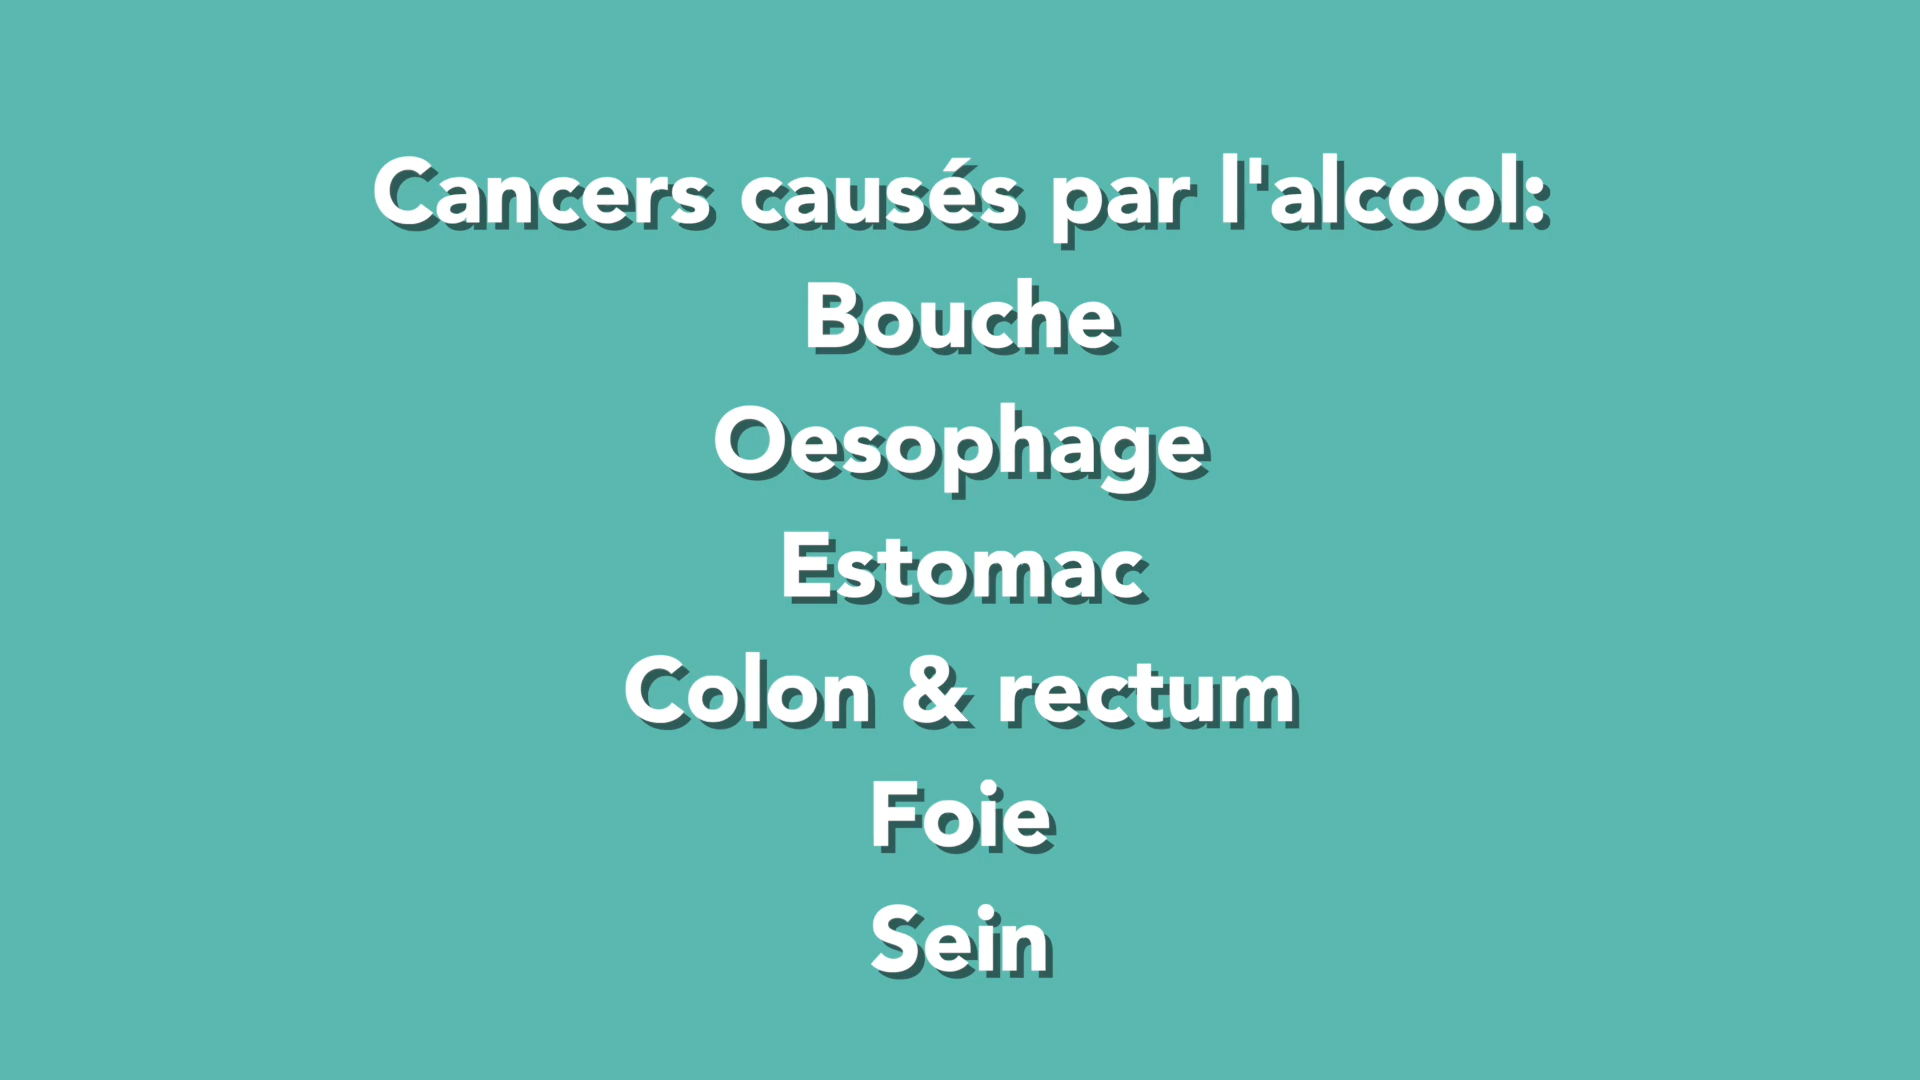 Cancers causés par l'alcool:
Bouche
Oesophage
Estomac
Colon & rectum
Foie
Sein